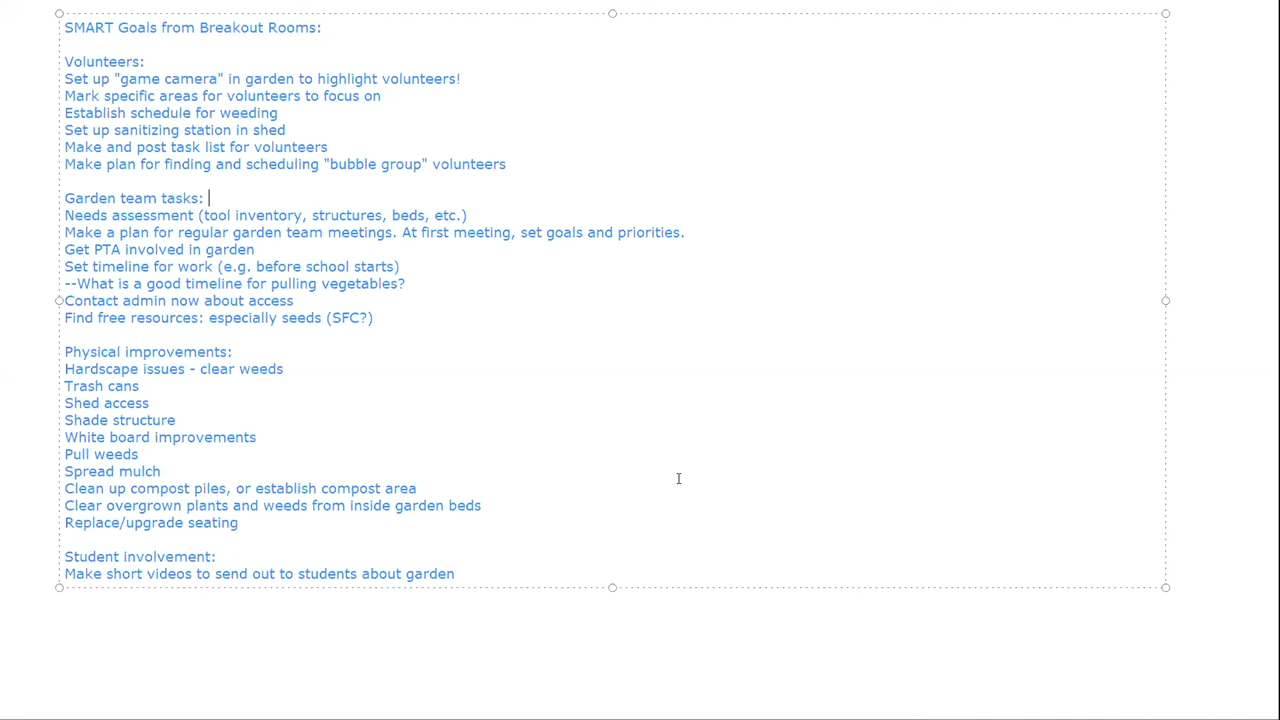 SMART Goals from Breakout Rooms:
Volunteers:
Set up "game camera" in garden to highlight volunteers!
Mark specific areas for volunteers to focus on
Establish schedule for weeding
Set up sanitizing station in shed
Make and post task list for volunteers
Make plan for finding and scheduling "bubble group" volunteers
Garden team tasks:
Needs assessment (tool inventory, structures, beds, etc.)
Make a plan for regular garden team meetings. At first meeting, set goals and priorities.
Get PTA involved in garden
Set timeline for work (e.g. before school starts)
--What is a good timeline for pulling vegetables?
Contact admin now about access
Find free resources: especially seeds (SFC?)
Physical improvements:
Hardscape issues - clear weeds
Trash cans
Shed access
Shade structure
White board improvements
Pull weeds
Spread mulch
Clean up compost piles, or establish compost area
Clear overgrown plants and weeds from inside garden beds
Replace/upgrade seating
Student involvement:
Make short videos to send out to students about garden